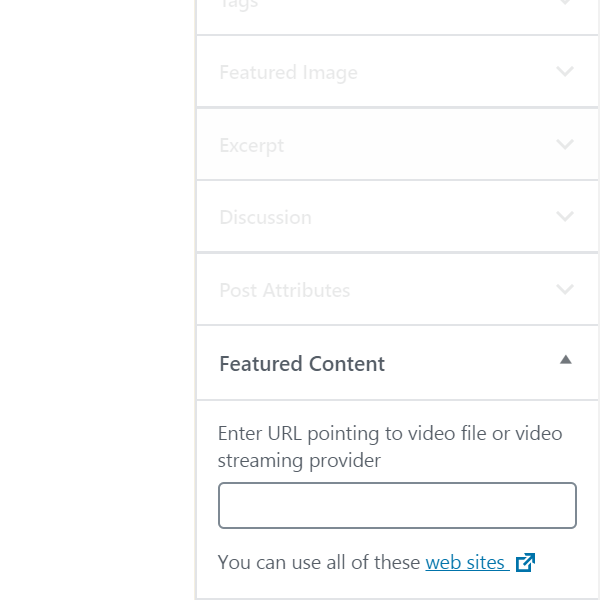 Tags
Featured Image
Excerpt
Discussion
Post Attributes
Featured Content
Enter URL pointing to video file or video
streaming provider
You can use all of these web sites